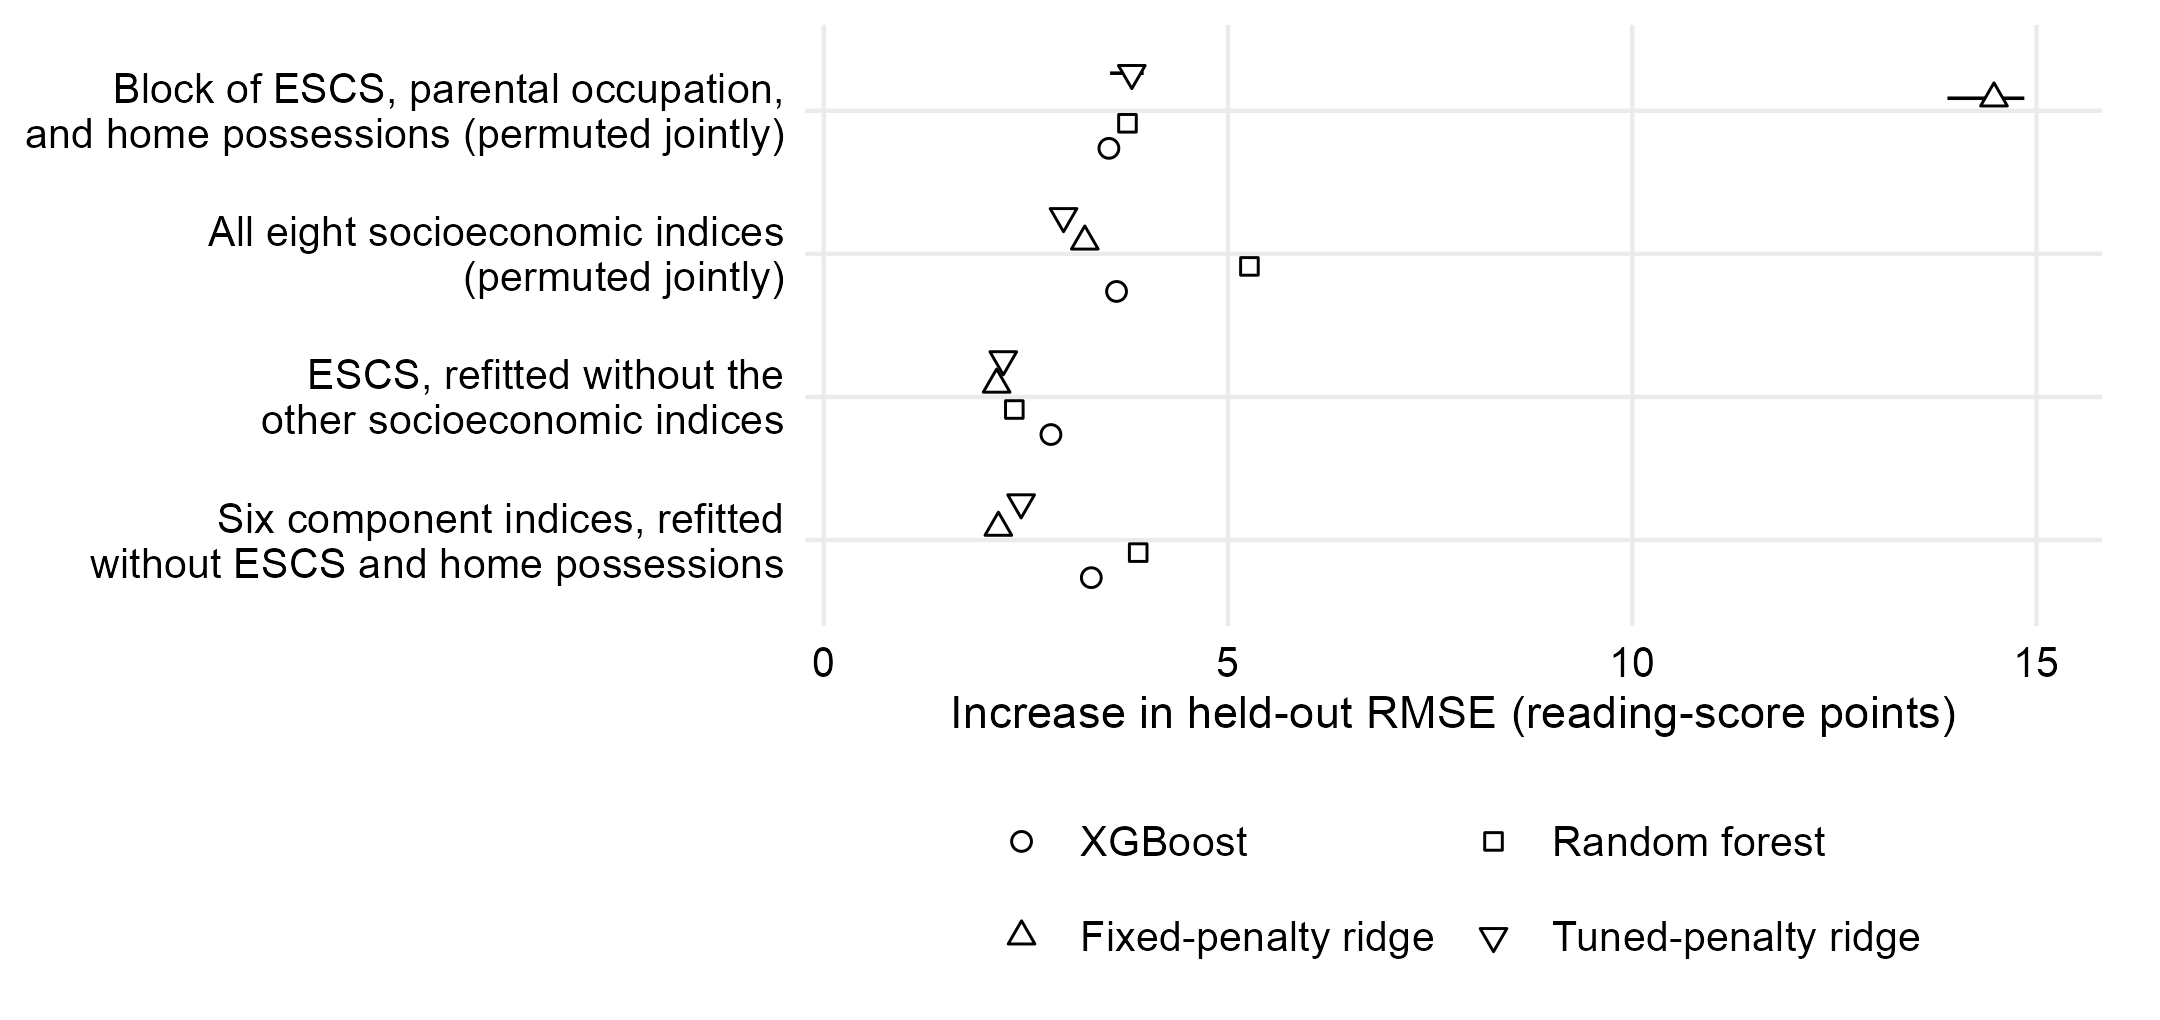 Block of ESCS, parental occupation,
and home possessions (permuted jointly)
All eight socioeconomic indices
(permuted jointly)
ESCS, refitted without the
other socioeconomic indices
Six component indices, refitted
without ESCS and home possessions
0 5 10 15
Increase in held-out RMSE (reading-score points)
XGBoost Random forest
Fixed-penalty ridge Tuned-penalty ridge